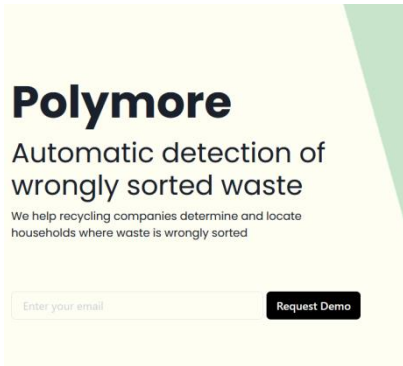 Polymore
Automatic detection of
wrongly sorted waste
We help recycling companies determine and locate
households where waste is wrongly sorted
Enter your email
Request Demo